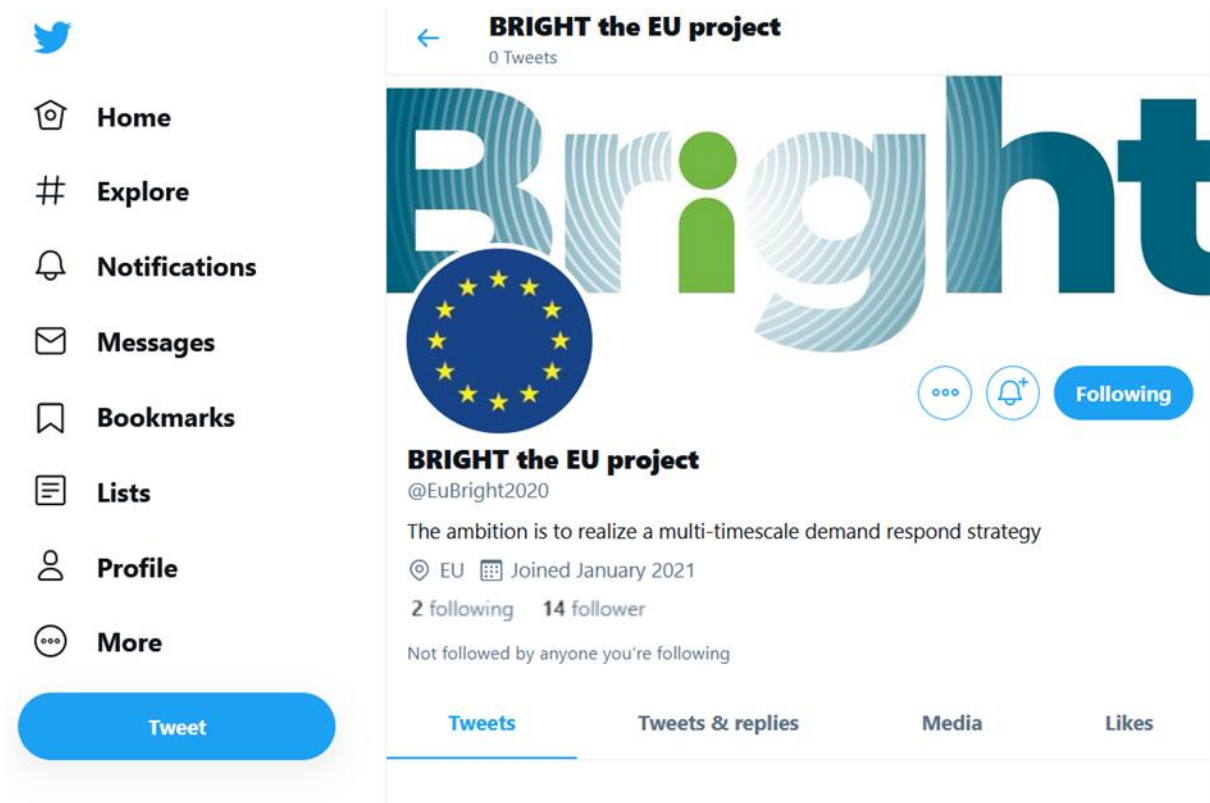 BRIGHT the EU project
0 Tweets
Home
Explore
Notifications
Messages
Bookmarks
Lists
Profile
More
Tweet
Bright
Following
BRIGHT the EU project
@EuBright2020
The ambition is to realize a multi-timescale demand respond strategy
EU Joined January 2021
2 following 14 follower
Not followed by anyone you're following
Tweets Tweets & replies Media Likes